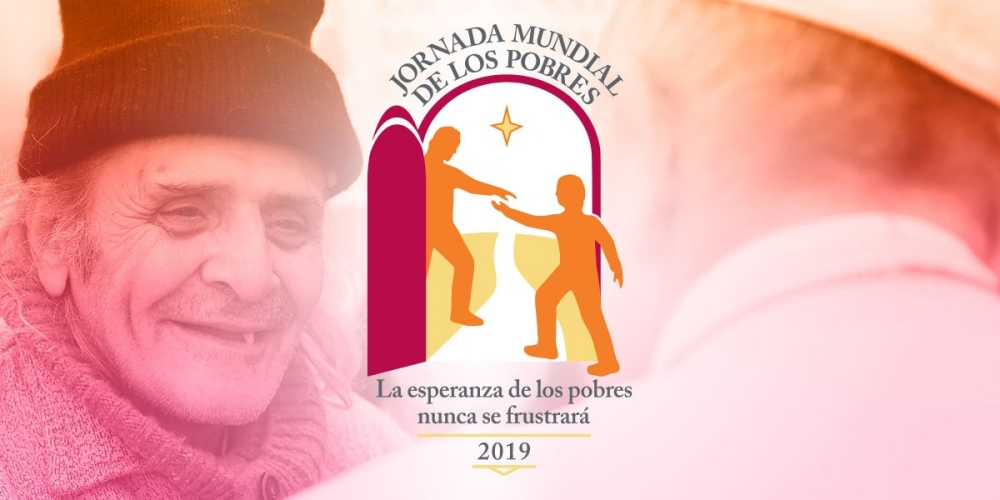 JORNADA MUNDIAL
DE LOS POBRES
La esperanza de los pobres
nunca se frustrará
2019